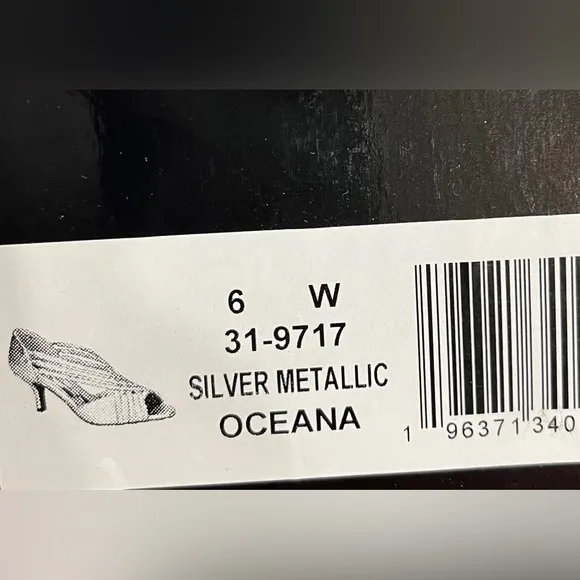 6 W
31-9717
SILVER METALLIC
OCEANA
1 96371 340